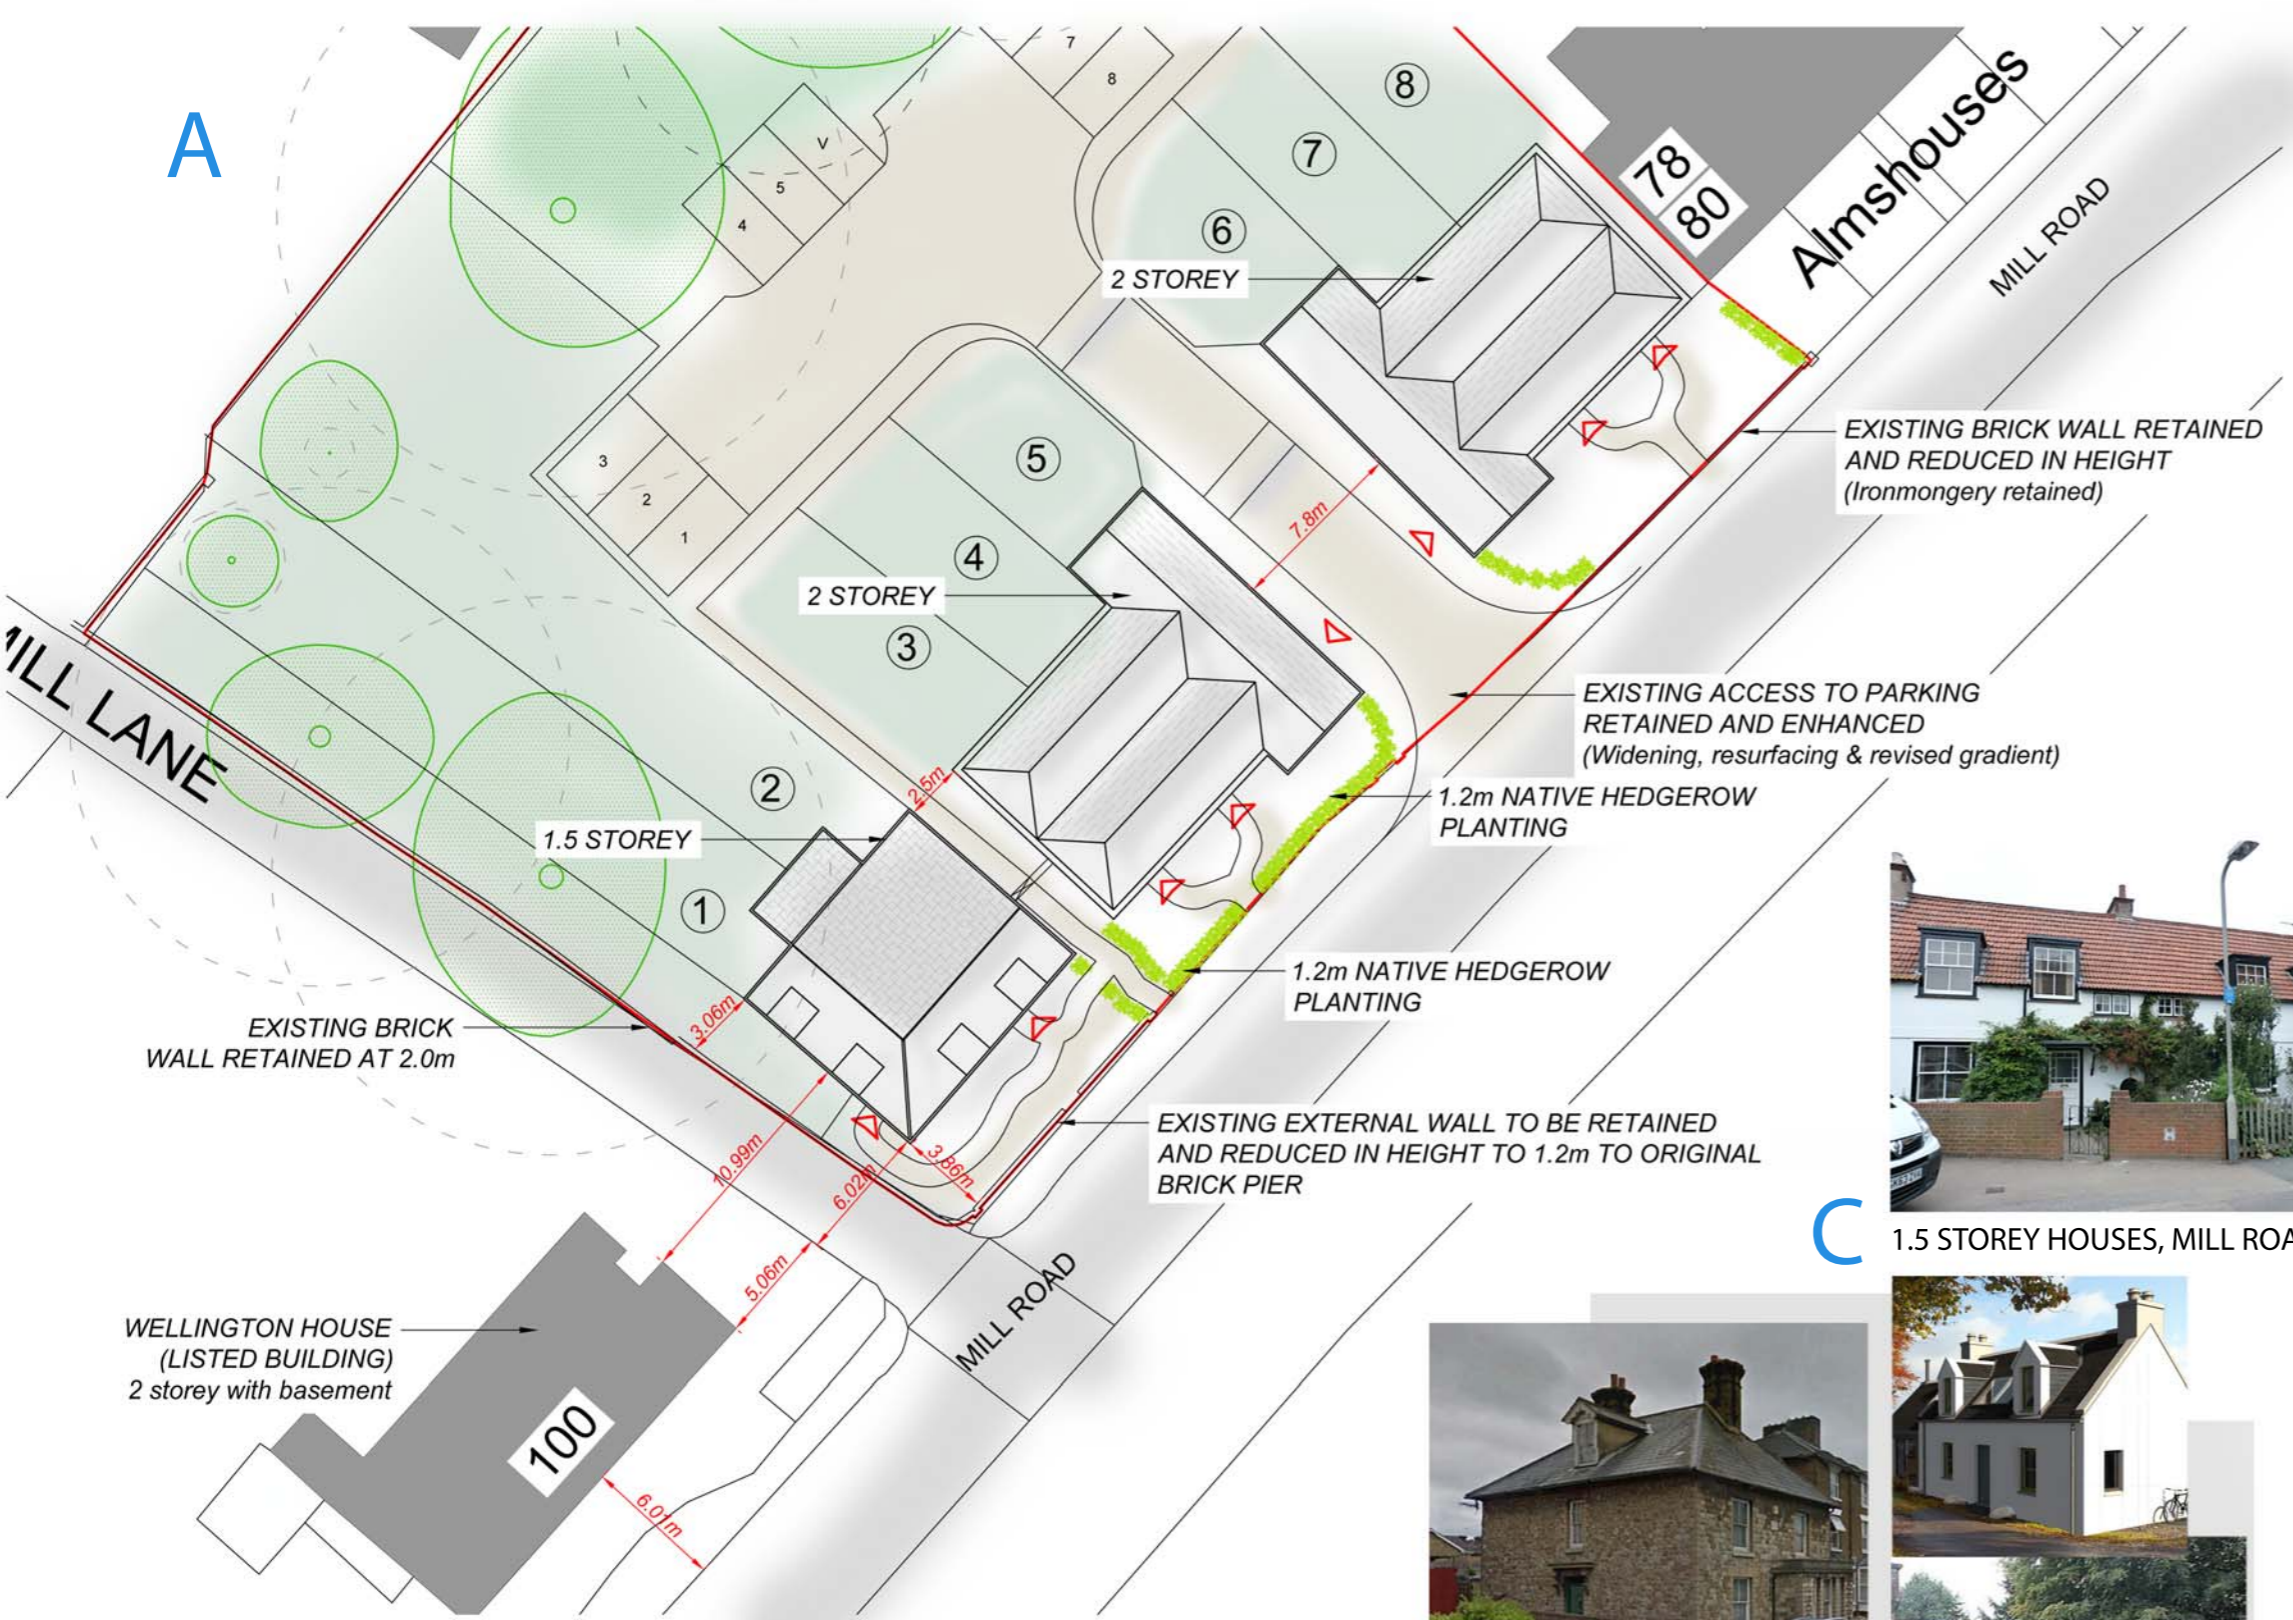 A
7
8
8
7
6
V
5
4
78
80
Almshouses
MILL ROAD
2 STOREY
EXISTING BRICK WALL RETAINED
AND REDUCED IN HEIGHT
(Ironmongery retained)
3
2
1
5
4
3
2 STOREY
7.8m
MILL LANE
EXISTING ACCESS TO PARKING
RETAINED AND ENHANCED
(Widening, resurfacing & revised gradient)
1.2m NATIVE HEDGEROW
PLANTING
2
2.5m
1.5 STOREY
1
1.2m NATIVE HEDGEROW
PLANTING
3.06m
EXISTING BRICK
WALL RETAINED AT 2.0m
EXISTING EXTERNAL WALL TO BE RETAINED
AND REDUCED IN HEIGHT TO 1.2m TO ORIGINAL
BRICK PIER
10.99m
6.02m
3.86m
5.06m
MILL ROAD
WELLINGTON HOUSE
(LISTED BUILDING)
2 storey with basement
100
6.01m
C
1.5 STOREY HOUSES, MILL ROA